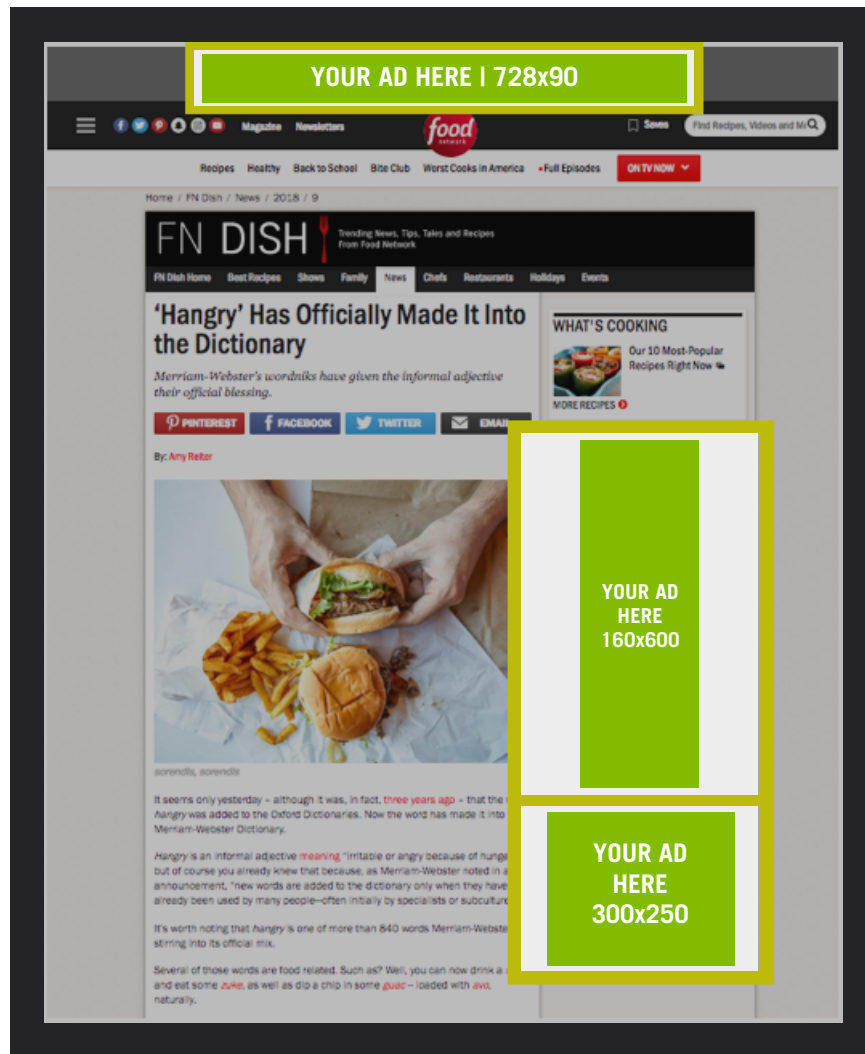 YOUR AD HERE | 728x90
Magazine Newsletters
food
network
Saves
Find Recipes, Videos and
Recipes Healthy Back to School Bite Club Worst Cooks in America •Full Episodes ON TV NOW
Home / FN Dish / News / 2018 / 9
FN DISH
Trending News, Tips, Tales and Recipes
From Food Network
FN Dish Home Best Recipes Shows Family News Chefs Restaurants Holidays Events
‘Hangry’ Has Officially Made It Into
the Dictionary
Merriam-Webster's wordniks have given the informal adjective
their official blessing.
PINTEREST FACEBOOK TWITTER EMAIL
By: Amy Reiter
sorendls, sorendls
It seems only yesterday – although it was, in fact, three years ago – that the
hangry was added to the Oxford Dictionaries. Now the word has made it into
Merriam-Webster Dictionary.
Hangry is an informal adjective meaning "irritable or angry because of hunge
but of course you already knew that because, as Merriam-Webster noted in a
announcement, "new words are added to the dictionary only when they have
already been used by many people—often initially by specialists or subculture
It's worth noting that hangry is one of more than 840 words Merriam-Webste
stirring into its official mix.
Several of those words are food related. Such as? Well, you can now drink a
and eat some zuke, as well as dip a chip in some guac – loaded with avo,
naturally.
WHAT'S COOKING
Our 10 Most-Popular
Recipes Right Now
MORE RECIPES
YOUR AD
HERE
160x600
YOUR AD
HERE
300x250